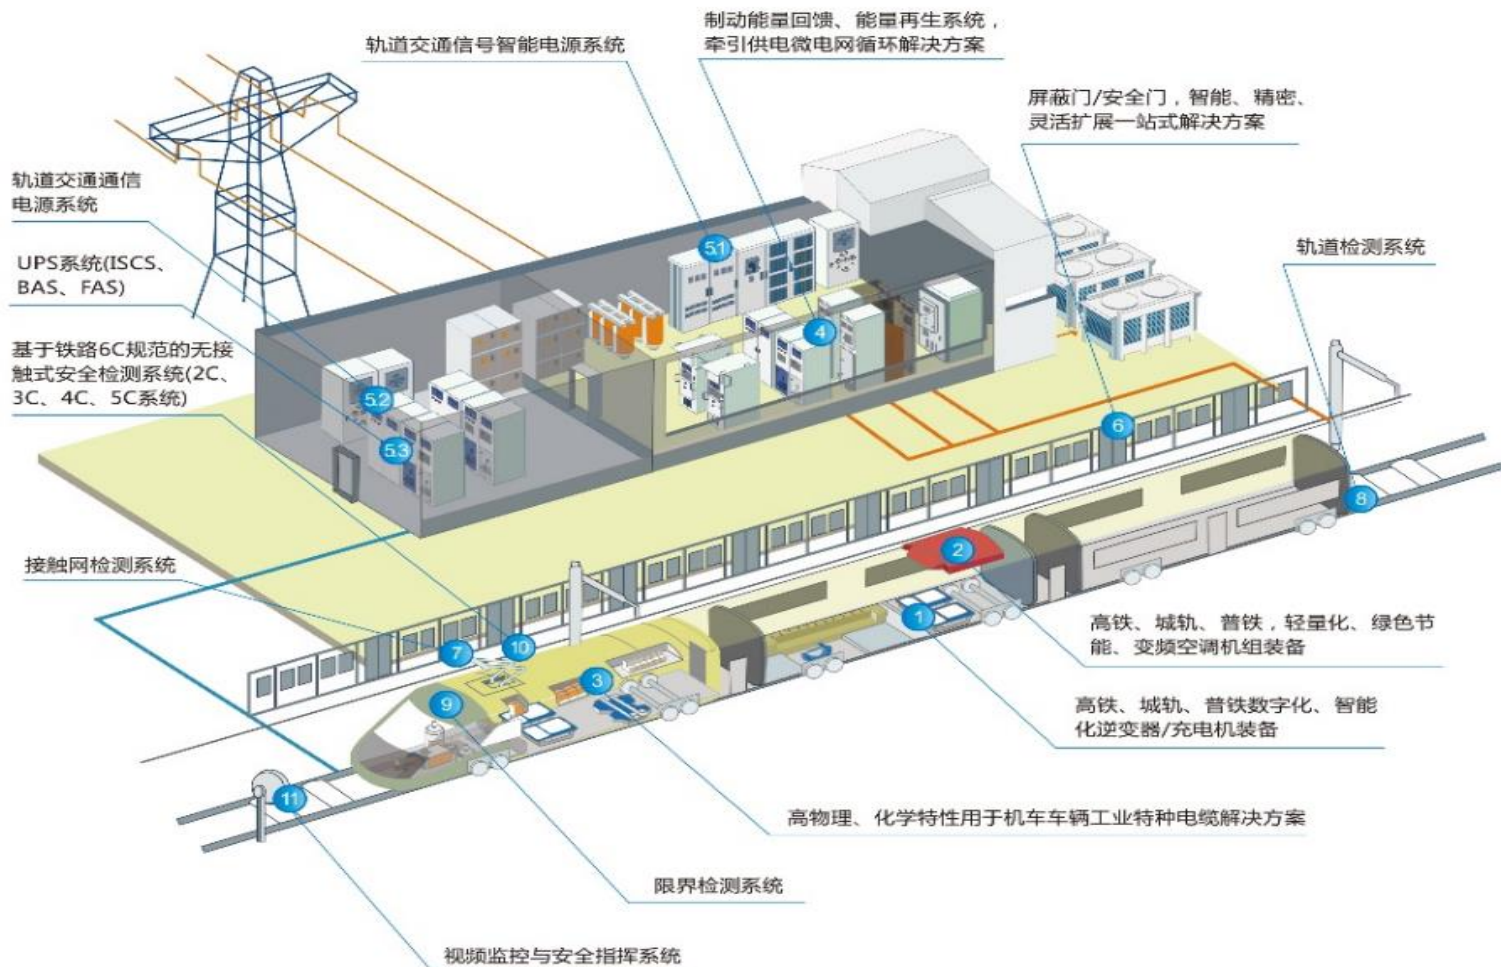 制动能量回馈、能量再生系统，
牵引供电微电网循环解决方案
轨道交通信号智能电源系统
屏蔽门/安全门，智能、精密、
灵活扩展一站式解决方案
轨道交通通信
电源系统
轨道检测系统
UPS系统(ISCS、
BAS、FAS)
基于铁路6C规范的无接
触式安全检测系统(2C、
3C、4C、5C系统)
5.1
4
5.2
5.3
6
8
接触网检测系统
2
1
7
10
3
9
11
高铁、城轨、普铁，轻量化、绿色节
能、变频空调机组装备
高铁、城轨、普铁数字化、智能
化逆变器/充电机装备
高物理、化学特性用于机车车辆工业特种电缆解决方案
限界检测系统
视频监控与安全指挥系统